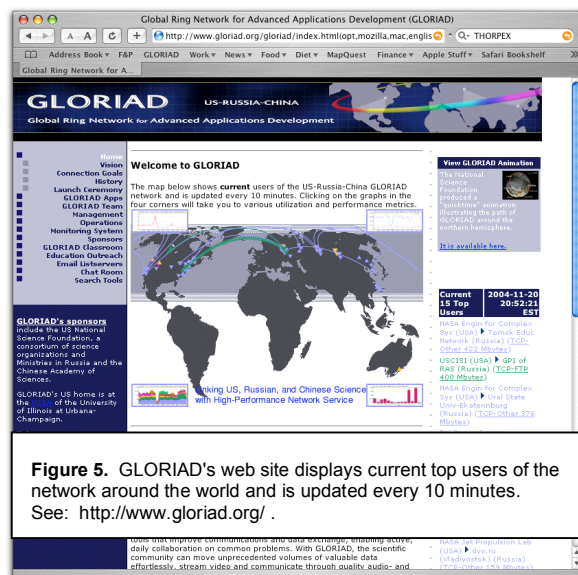 Global Ring Network for Advanced Applications Development (GLORIAD)
A A
http://www.gloriad.org/gloriad/index.html(opt,mozilla,mac,englis
Q- THORPEX
Address Book F&P GLORIAD Work News Food Diet MapQuest Finance Apple Stuff Safari Bookshelf
Global Ring Network for A...
GLORIAD
US-RUSSIA-CHINA
Global Ring Network for Advanced Applications Development
Home
Vision
Connection Goals
History
Launch Ceremony
GLORIAD Apps
GLORIAD Team
Management
Operations
Monitoring System
Sponsors
GLORIAD Classroom
Education Outreach
Email Listservers
Chat Room
Search Tools
GLORIAD's sponsors
include the US National
Science Foundation, a
consortium of science
organizations and
Ministries in Russia and the
Chinese Academy of
Sciences.
GLORIAD's US home is at
the NCSA of the University
of Illinois at Urbana-
Champaign.
Welcome to GLORIAD
The map below shows current users of the US-Russia-China GLORIAD
network and is updated every 10 minutes. Clicking on the graphs in the
four corners will take you to various utilization and performance metrics.
Linking US, Russian, and Chinese Science
with High-Performance Network Service
View GLORIAD Animation
The National
Science
Foundation
produced a
"quicktime" animation
illustrating the path of
GLORIAD around the
northern hemisphere.
It is available here.
Current
15 Top
Users
2004-11-20
20:52:21
EST
NASA Engin for Complex
Sys (USA) Tomsk Educ
Network (Russia) (TCP-
Other 422 Mbytes)
USCISI (USA) GPI of
RAS (Russia) (TCP-FTP
400 Mbytes)
NASA Engin for Complex
Sys (USA) Ural State
Univ-Ekaterinburg
(Russia) (TCP-Other 376
Mbytes)
Figure 5. GLORIAD's web site displays current top users of the
network around the world and is updated every 10 minutes.
See: http://www.gloriad.org/ .
tools that improve communications and data exchange, enabling active,
daily collaboration on common problems. With GLORIAD, the scientific
community can move unprecedented volumes of valuable data
effortlessly, stream video and communicate through quality audio- and
NASA Jet Propulsion Lab
(USA) dvo.ru
(Vladivostok) (Russia)
(TCP-Other 159 Mbytes)